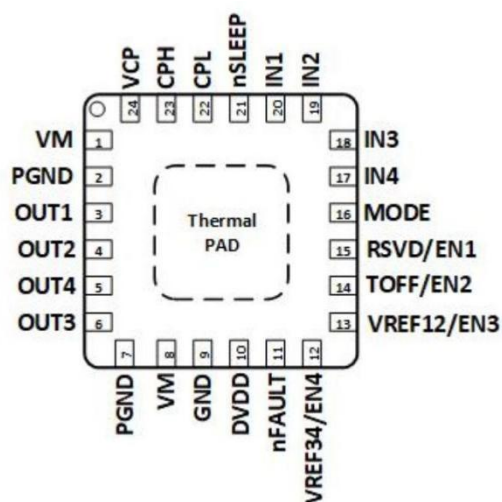 VCP
CPH
CPL
nSLEEP
IN1
IN2
24
23
22
21
20
19
VM 1
PGND 2
OUT1 3
OUT2 4
OUT4 5
OUT3 6
Thermal
PAD
18 IN3
17 IN4
16 MODE
15 RSVD/EN1
14 TOFF/EN2
13 VREF12/EN3
7
8
9
10
11
12
PGND
VM
GND
DVDD
nFAULT
VREF34/EN4